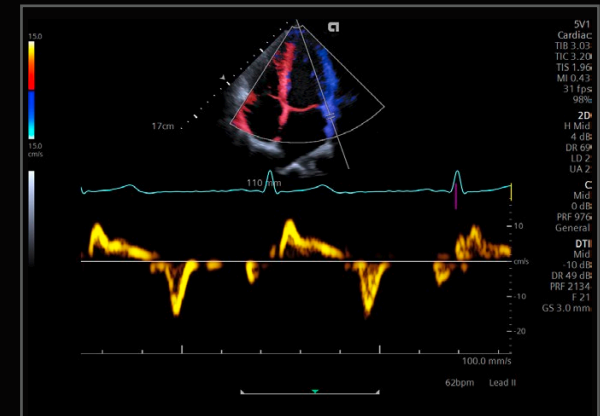 15.0
15.0
cm/s
17cm
110 mm
5V1
Cardiac
TIB 3.03
TIC 3.20
TIS 1.96
MI 0.43
31 fps
98%
2D
H Mid
4 dB
DR 69
LD 2
UA 2
C
Mid
0 dB
PRF 976
General
DTI
Mid
-10 dB
DR 49 dB
PRF 2134
F 21
GS 3.0 mm
10
cm/s
-10
-20
100.0 mm/s
62bpm Lead II